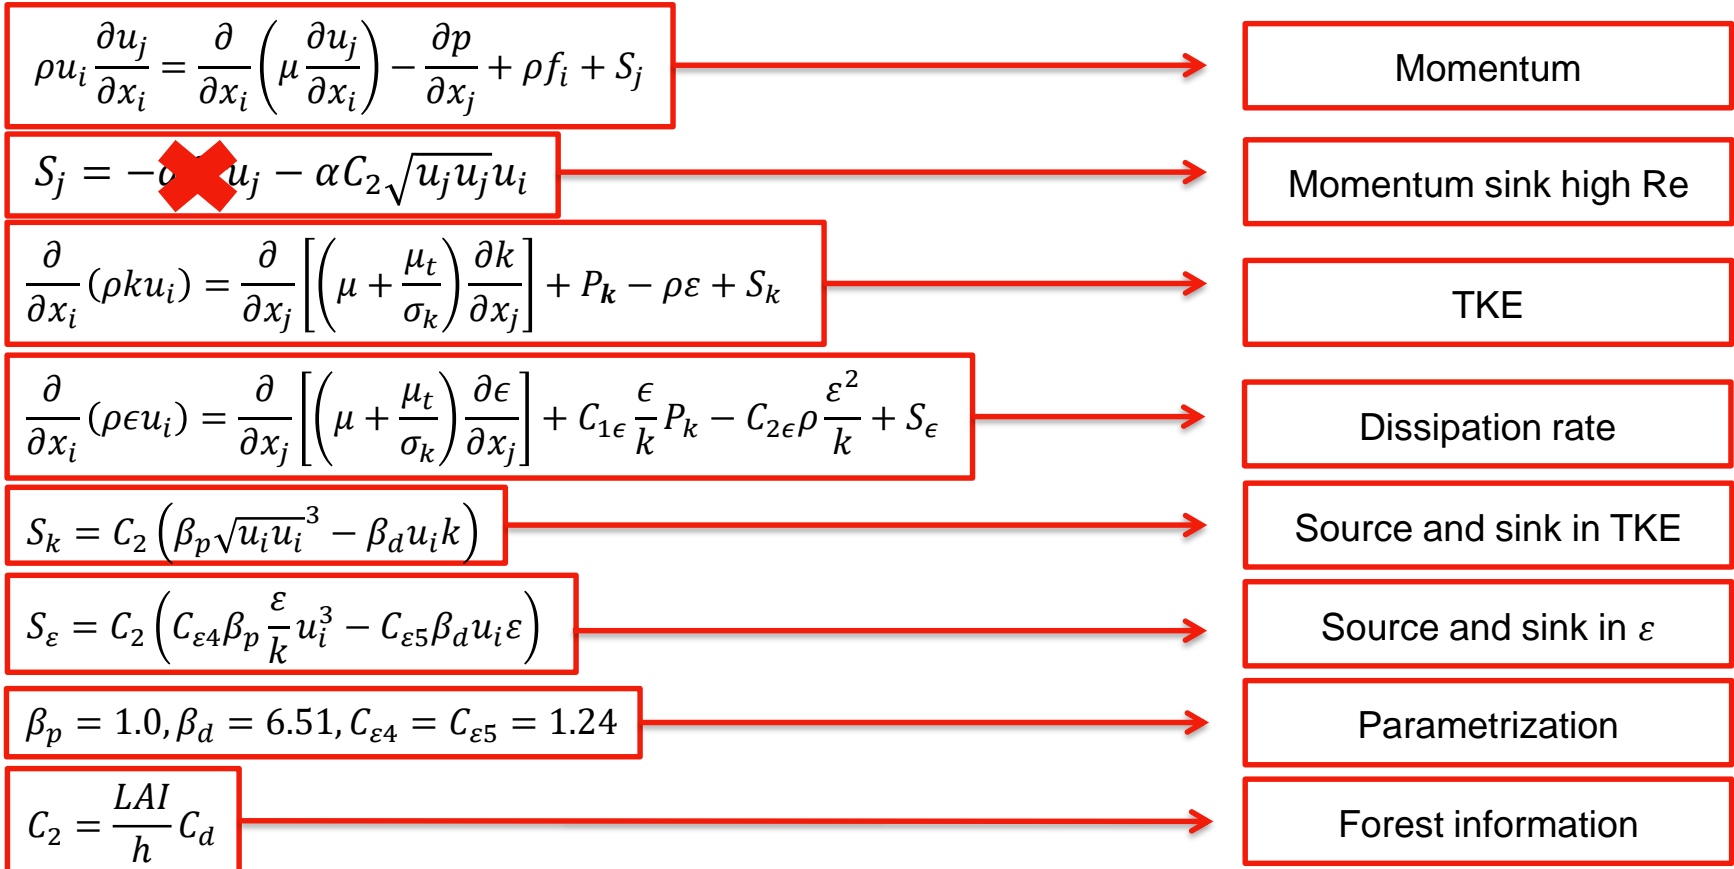 ρu_i ∂u_j/∂x_i = ∂/∂x_i (μ ∂u_j/∂x_i) − ∂p/∂x_j + ρf_i + S_j
Momentum
S_j = − u_j − αC_2 √(u_j u_j) u_i
Momentum sink high Re
∂/∂x_i (ρku_i) = ∂/∂x_j [(μ + μ_t/σ_k) ∂k/∂x_j] + P_k − ρε + S_k
TKE
∂/∂x_i (ρϵu_i) = ∂/∂x_j [(μ + μ_t/σ_k) ∂ϵ/∂x_j] + C_1ϵ ϵ/k P_k − C_2ϵ ρ ε²/k + S_ϵ
Dissipation rate
S_k = C_2 (β_p √(u_i u_i)³ − β_d u_i k)
Source and sink in TKE
S_ε = C_2 (C_ε4 β_p ε/k u_i³ − C_ε5 β_d u_i ε)
Source and sink in ε
β_p = 1.0, β_d = 6.51, C_ε4 = C_ε5 = 1.24
Parametrization
C_2 = LAI/h C_d
Forest information